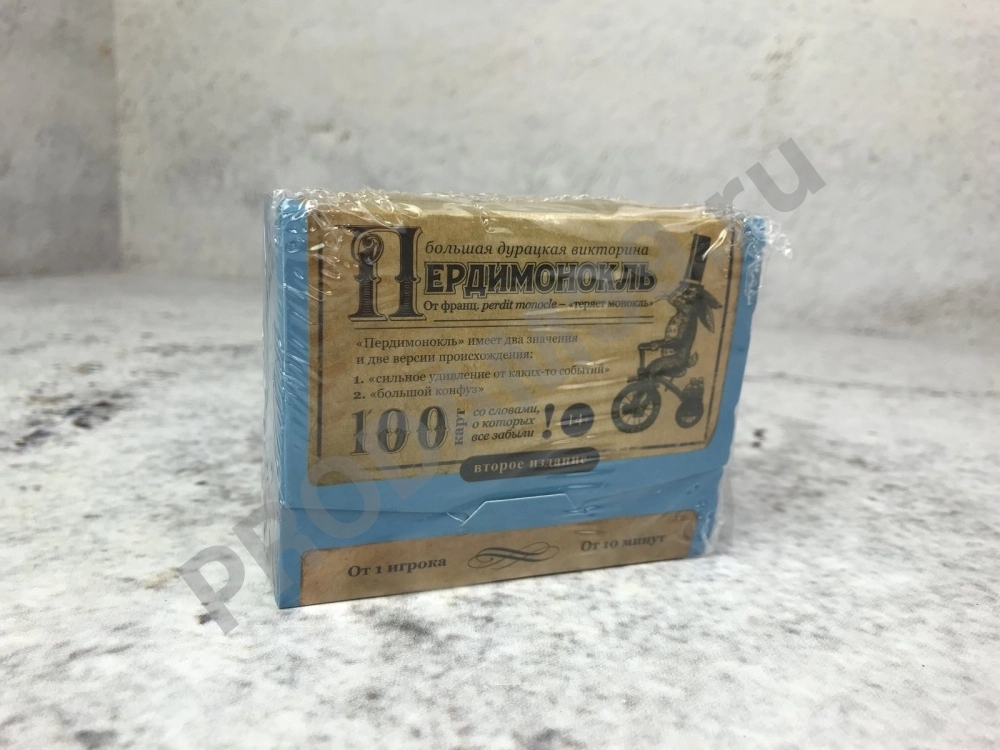 большая дурацкая викторина
ПЕРДИМОНОКЛЬ
От франц. perdit monocle – «теряет монокль»
«Пердимонокль» имеет два значения
и две версии происхождения:
1. «сильное удивление от каких-то событий»
2. «большой конфуз»
100 карт
со словами,
о которых
все забыли
! 14+
второе издание
От 1 игрока
От 10 минут